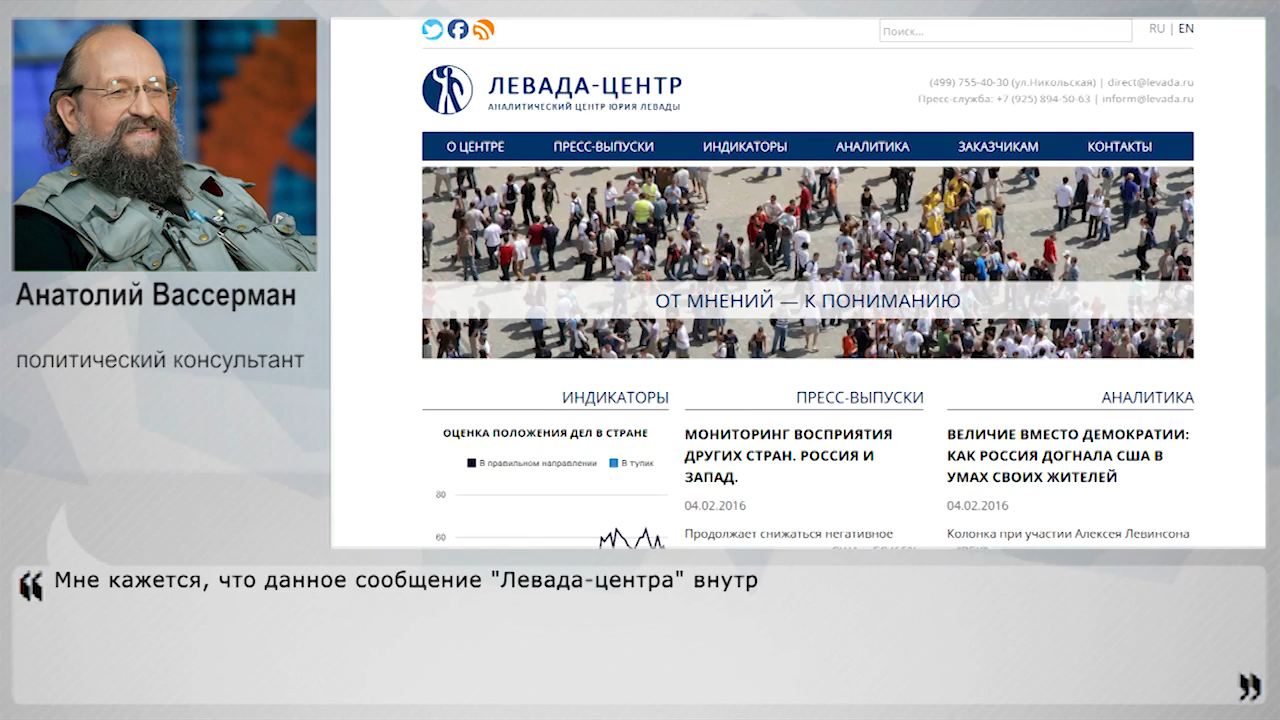 Анатолий Вассерман
политический консультант
Поиск...
RU | EN
ЛЕВАДА-ЦЕНТР
АНАЛИТИЧЕСКИЙ ЦЕНТР ЮРИЯ ЛЕВАДЫ
(499) 755-40-30 (ул.Никольская) | direct@levada.ru
Пресс-служба: +7 (925) 894-50-63 | inform@levada.ru
О ЦЕНТРЕ ПРЕСС-ВЫПУСКИ ИНДИКАТОРЫ АНАЛИТИКА ЗАКАЗЧИКАМ КОНТАКТЫ
ОТ МНЕНИЙ — К ПОНИМАНИЮ
ИНДИКАТОРЫ
ОЦЕНКА ПОЛОЖЕНИЯ ДЕЛ В СТРАНЕ
В правильном направлении В тупик
80
60
ПРЕСС-ВЫПУСКИ
МОНИТОРИНГ ВОСПРИЯТИЯ
ДРУГИХ СТРАН. РОССИЯ И
ЗАПАД.
04.02.2016
Продолжает снижаться негативное
АНАЛИТИКА
ВЕЛИЧИЕ ВМЕСТО ДЕМОКРАТИИ:
КАК РОССИЯ ДОГНАЛА США В
УМАХ СВОИХ ЖИТЕЛЕЙ
04.02.2016
Колонка при участии Алексея Левинсона
“ Мне кажется, что данное сообщение "Левада-центра" внутр
”